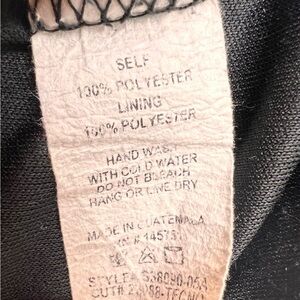 SELF
100% POLYESTER
LINING
100% POLYESTER
HAND WASH
WITH COLD WATER
DO NOT BLEACH
HANG OR LINE DRY
MADE IN GUATEMALA